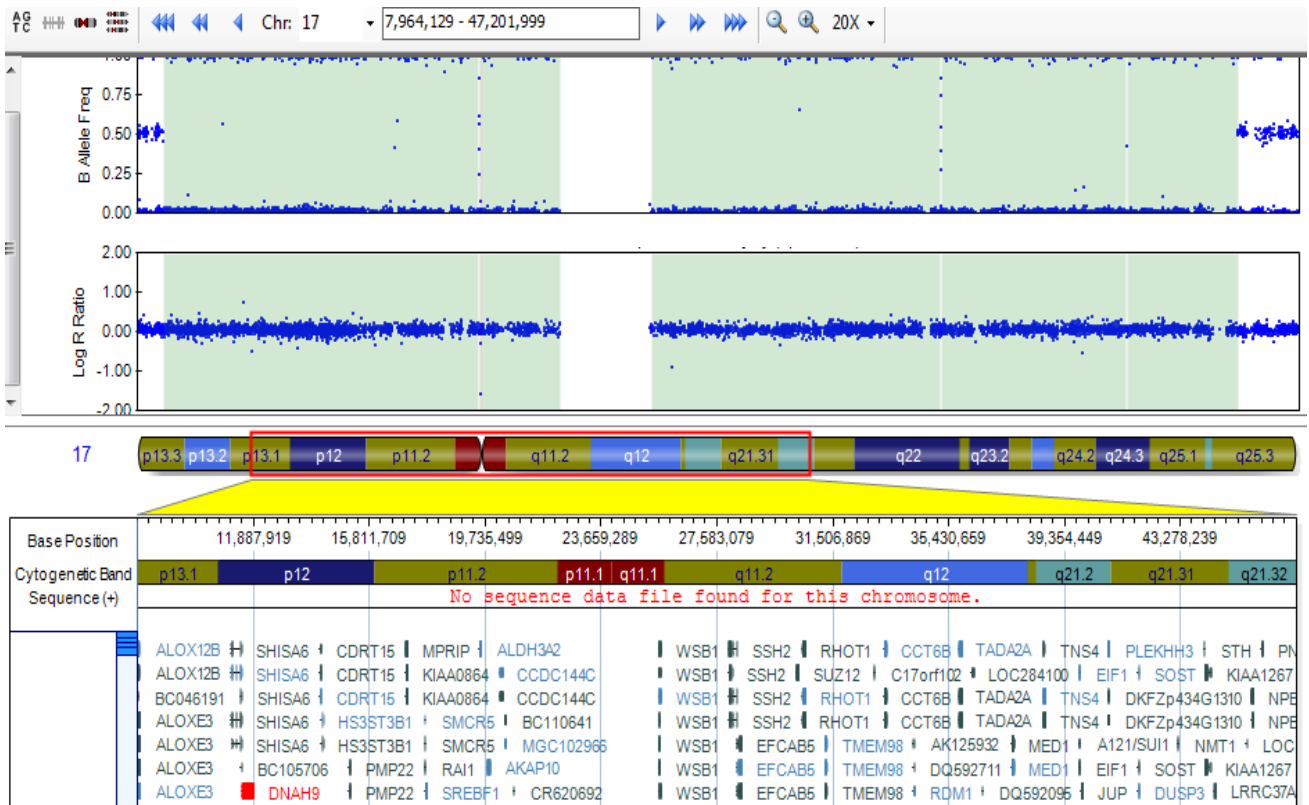 AG
TC
Chr: 17
7,964,129 - 47,201,999
20X
B Allele Freq
0.75
0.50
0.25
0.00
Log R Ratio
2.00
1.00
0.00
-1.00
-2.00
17
p13.3 p13.2 p13.1 p12 p11.2 q11.2 q12 q21.31 q22 q23.2 q24.2 q24.3 q25.1 q25.3
Base Position 11,887,919 15,811,709 19,735,499 23,659,289 27,583,079 31,506,869 35,430,659 39,354,449 43,278,239
Cytogenetic Band p13.1 p12 p11.2 p11.1 q11.1 q11.2 q12 q21.2 q21.31 q21.32
Sequence (+) No sequence data file found for this chromosome.
ALOX12B SHISA6 CDRT15 MPRIP ALDH3A2 WSB1 SSH2 RHOT1 CCT6B TADA2A TNS4 PLEKHH3 STH PN
ALOX12B SHISA6 CDRT15 KIAA0864 CCDC144C WSB1 SSH2 SUZ12 C17orf102 LOC284100 EIF1 SOST KIAA1267
BC046191 SHISA6 CDRT15 KIAA0864 CCDC144C WSB1 SSH2 RHOT1 CCT6B TADA2A TNS4 DKFZp434G1310 NPE
ALOXE3 SHISA6 HS3ST3B1 SMCR5 BC110641 WSB1 SSH2 RHOT1 CCT6B TADA2A TNS4 DKFZp434G1310 NPE
ALOXE3 SHISA6 HS3ST3B1 SMCR5 MGC102966 WSB1 EFCAB5 TMEM98 AK125932 MED1 A121/SUI1 NMT1 LOC
ALOXE3 BC105706 PMP22 RAI1 AKAP10 WSB1 EFCAB5 TMEM98 DQ592711 MED1 EIF1 SOST KIAA1267
ALOXE3 DNAH9 PMP22 SREBF1 CR620692 WSB1 EFCAB5 TMEM98 RDM1 DQ592095 JUP DUSP3 LRRC37A